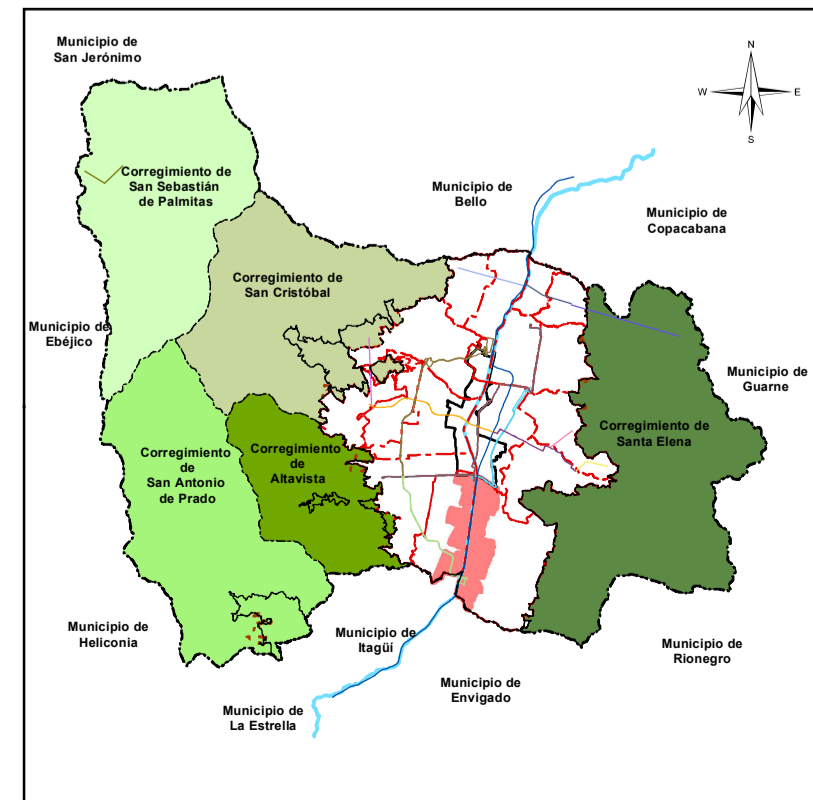 Municipio de
San Jerónimo
N
W
E
S
Corregimiento de
San Sebastián
de Palmitas
Municipio de
Bello
Municipio de
Copacabana
Corregimiento de
San Cristóbal
Municipio de
Ebéjico
Municipio de
Guarne
Corregimiento de
Santa Elena
Corregimiento
de
San Antonio
de Prado
Corregimiento
de
Altavista
Municipio de
Heliconia
Municipio de
Itagüí
Municipio de
Rionegro
Municipio de
Envigado
Municipio de
La Estrella